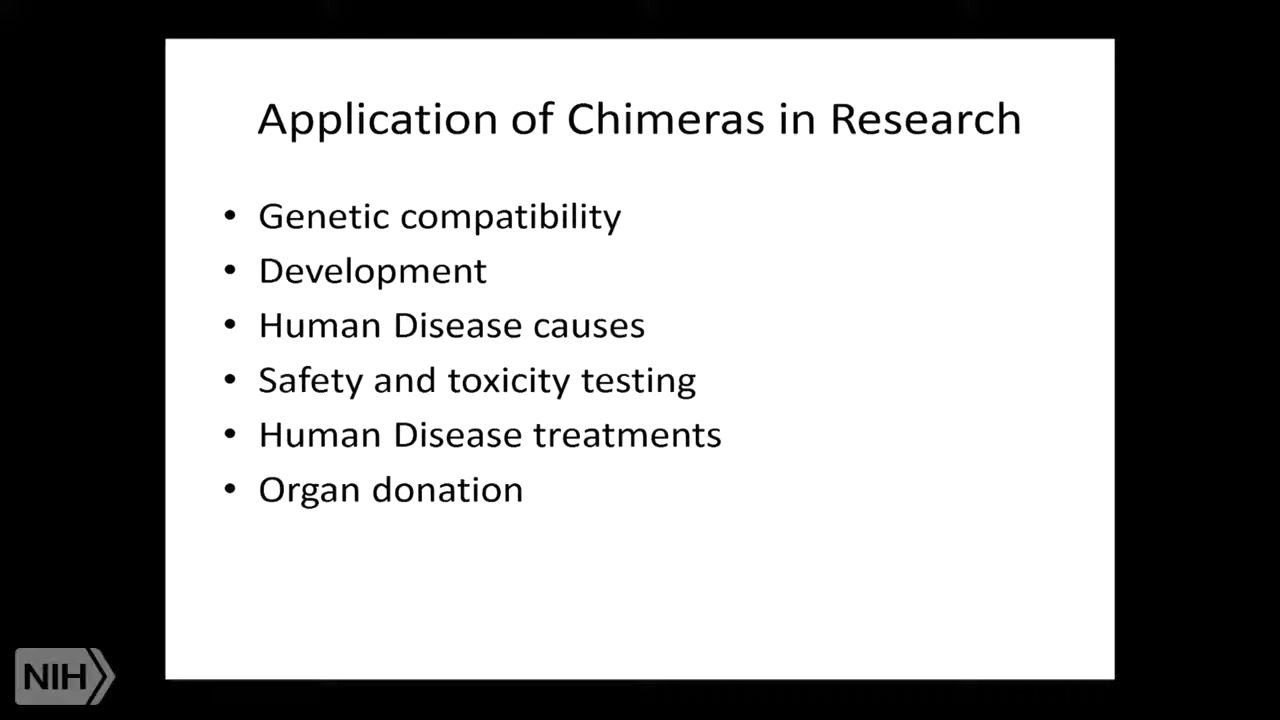 Application of Chimeras in Research
• Genetic compatibility
• Development
• Human Disease causes
• Safety and toxicity testing
• Human Disease treatments
• Organ donation
NIH